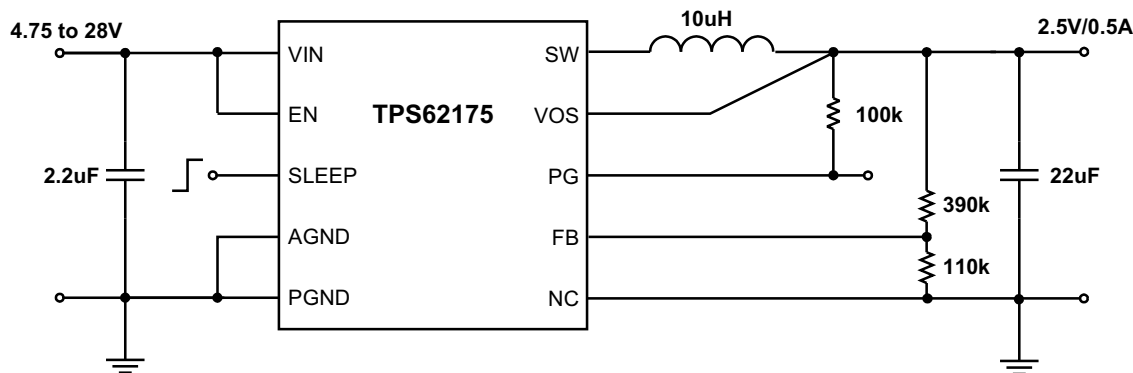 4.75 to 28V
10uH
2.5V/0.5A
VIN
SW
EN
TPS62175
VOS
100k
2.2uF
SLEEP
PG
22uF
390k
AGND
FB
110k
PGND
NC